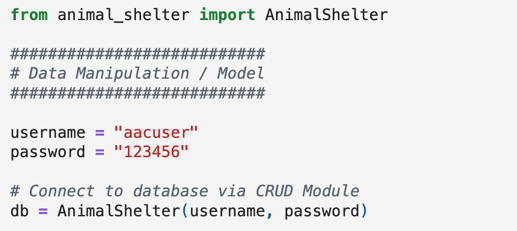 from animal_shelter import AnimalShelter
###########################
# Data Manipulation / Model
###########################
username = "aacuser"
password = "123456"
# Connect to database via CRUD Module
db = AnimalShelter(username, password)